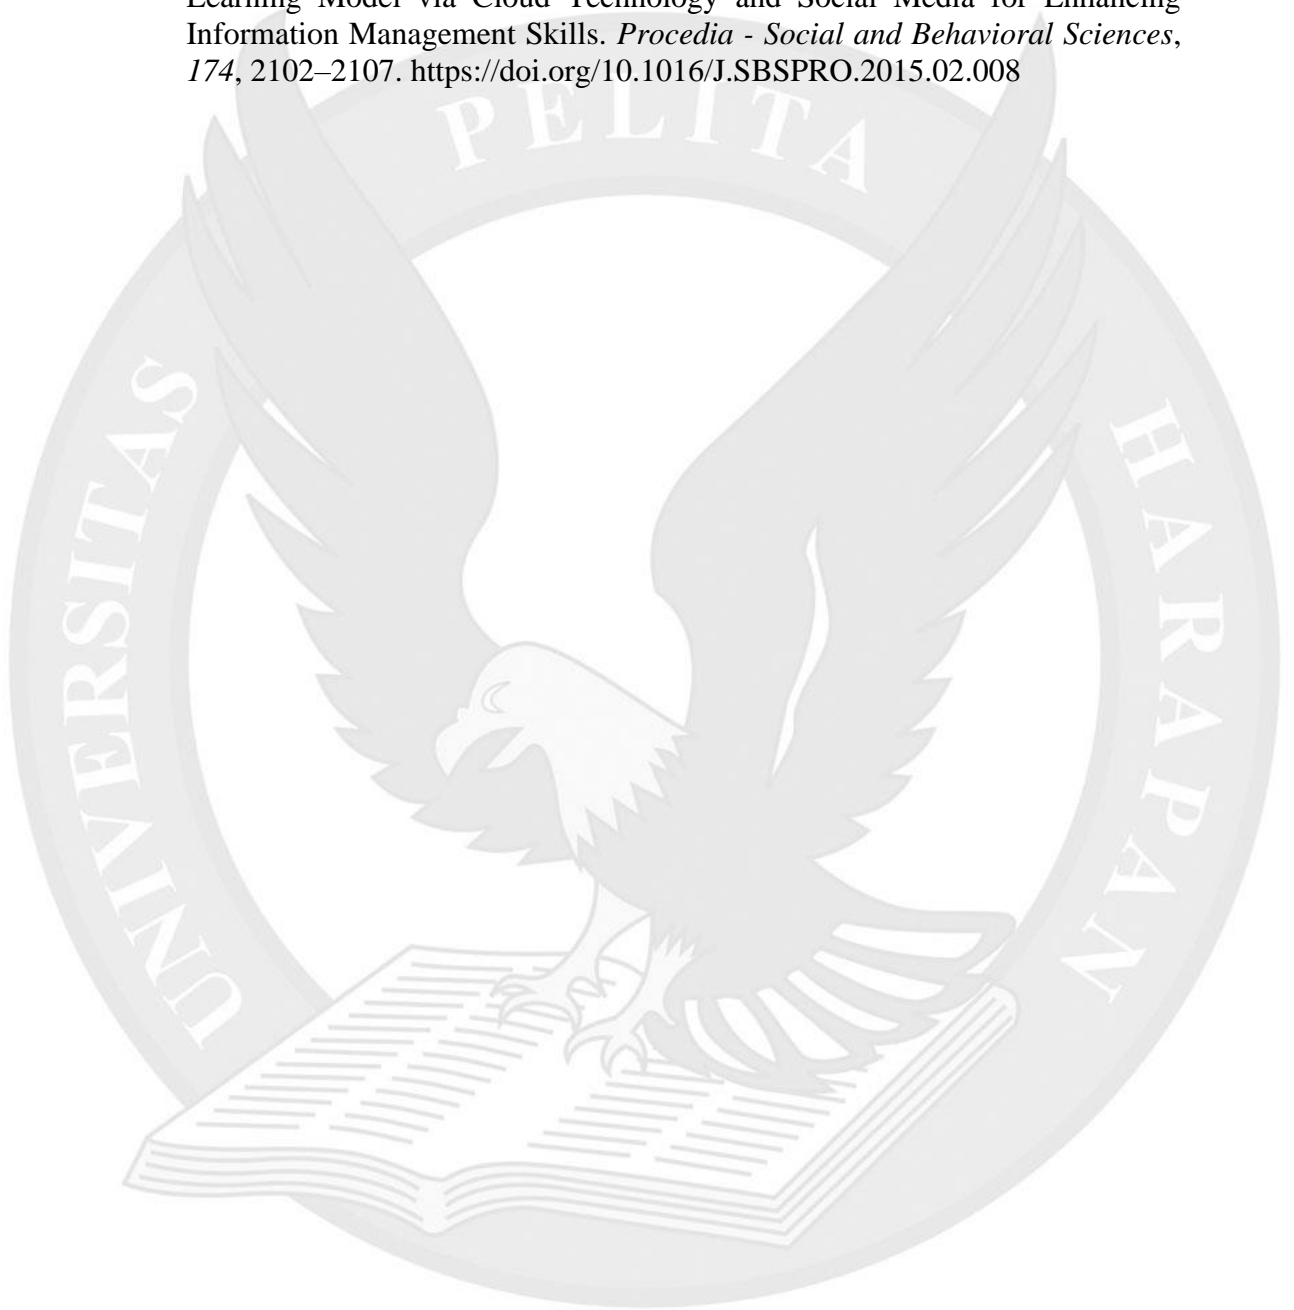 Learning Model via Cloud Technology and Social Media for Enhancing
Information Management Skills. Procedia - Social and Behavioral Sciences,
174, 2102–2107. https://doi.org/10.1016/J.SBSPRO.2015.02.008
UNIVERSITAS PELITA HARAPAN